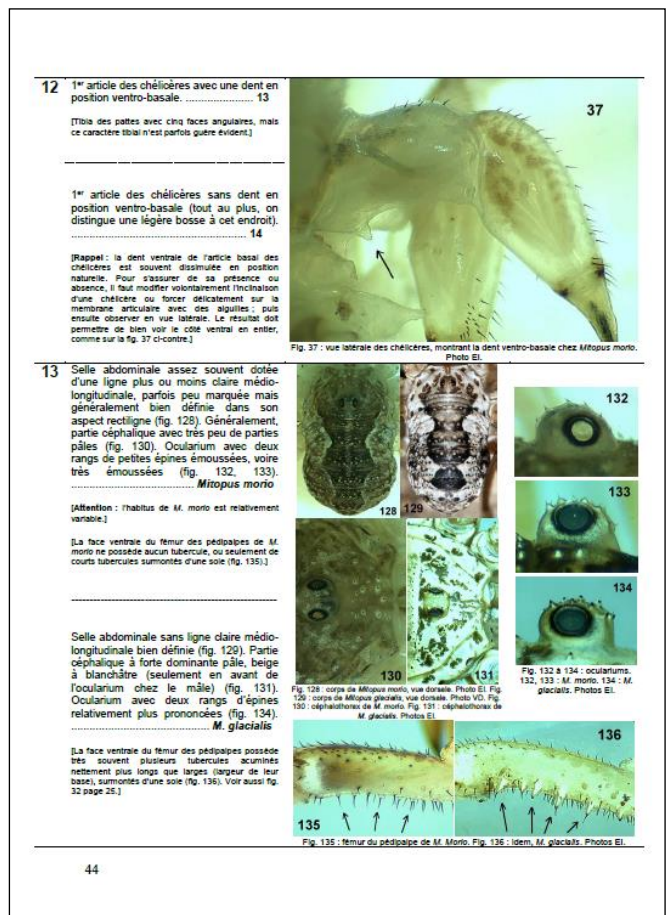 12 1er article des chélicères avec une dent en
position ventro-basale. ...................... 13
[Tibia des pattes avec cinq faces angulaires, mais
ce caractère tibial n'est parfois guère évident.]
1er article des chélicères sans dent en
position ventro-basale (tout au plus, on
distingue une légère bosse à cet endroit).
........................................................ 14
[Rappel : la dent ventrale de l'article basal des
chélicères est souvent dissimulée en position
naturelle. Pour s'assurer de sa présence ou
absence, il faut modifier volontairement l'inclinaison
d'une chélicère ou forcer délicatement sur la
membrane articulaire avec des aiguilles ; puis
ensuite observer en vue latérale. Le résultat doit
permettre de bien voir le côté ventral en entier,
comme sur la fig. 37 ci-contre.]
37
Fig. 37 : vue latérale des chélicères, montrant la dent ventro-basale chez Mitopus morio.
Photo EI.
13 Selle abdominale assez souvent dotée
d'une ligne plus ou moins claire médio-
longitudinale, parfois peu marquée mais
généralement bien définie dans son
aspect rectiligne (fig. 128). Généralement,
partie céphalique avec très peu de parties
pâles (fig. 130). Ocularium avec deux
rangs de petites épines émoussées, voire
très émoussées (fig. 132, 133).
....................................... Mitopus morio
[Attention : l'habitus de M. morio est relativement
variable.]
[La face ventrale du fémur des pédipalpes de M.
morio ne possède aucun tubercule, ou seulement de
courts tubercules surmontés d'une soie (fig. 135).]
Selle abdominale sans ligne claire médio-
longitudinale bien définie (fig. 129). Partie
céphalique à forte dominante pâle, beige
à blanchâtre (seulement en avant de
l'ocularium chez le mâle) (fig. 131).
Ocularium avec deux rangs d'épines
relativement plus prononcées (fig. 134).
............................................ M. glacialis
[La face ventrale du fémur des pédipalpes possède
très souvent plusieurs tubercules acuminés
nettement plus longs que larges (largeur de leur
base), surmontés d'une soie (fig. 136). Voir aussi fig.
32 page 25.]
128
129
130
131
132
133
134
Fig. 128 : corps de Mitopus morio, vue dorsale. Photo EI. Fig.
129 : corps de Mitopus glacialis, vue dorsale. Photo VD. Fig.
130 : céphalothorax de M. morio. Fig. 131 : céphalothorax de
M. glacialis. Photos EI.
Fig. 132 à 134 : oculariums.
132, 133 : M. morio. 134 : M.
glacialis. Photos EI.
135
136
Fig. 135 : fémur du pédipalpe de M. Morio. Fig. 136 : Idem, M. glacialis. Photos EI.
44